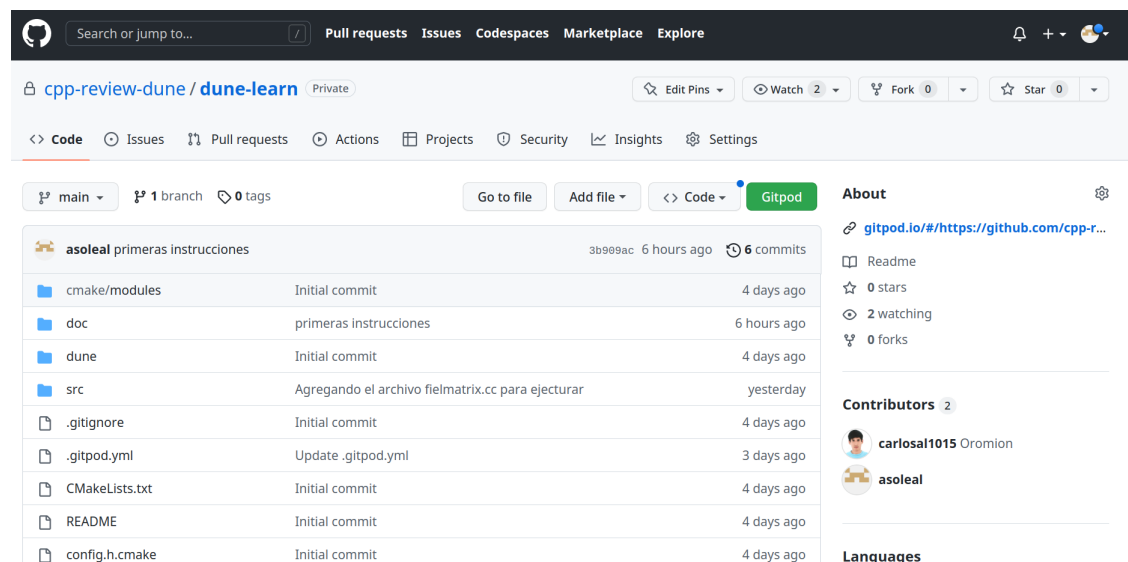 Search or jump to... / Pull requests Issues Codespaces Marketplace Explore
cpp-review-dune / dune-learn Private Edit Pins Watch 2 Fork 0 Star 0
Code Issues Pull requests Actions Projects Security Insights Settings
main 1 branch 0 tags Go to file Add file Code Gitpod
asoleal primeras instrucciones 3b909ac 6 hours ago 6 commits
cmake/modules Initial commit 4 days ago
doc primeras instrucciones 6 hours ago
dune Initial commit 4 days ago
src Agregando el archivo fielmatrix.cc para ejecturar yesterday
.gitignore Initial commit 4 days ago
.gitpod.yml Update .gitpod.yml 3 days ago
CMakeLists.txt Initial commit 4 days ago
README Initial commit 4 days ago
config.h.cmake Initial commit 4 days ago
About
gitpod.io/#/https://github.com/cpp-r...
Readme
0 stars
2 watching
0 forks
Contributors 2
carlosal1015 Oromion
asoleal
Languages